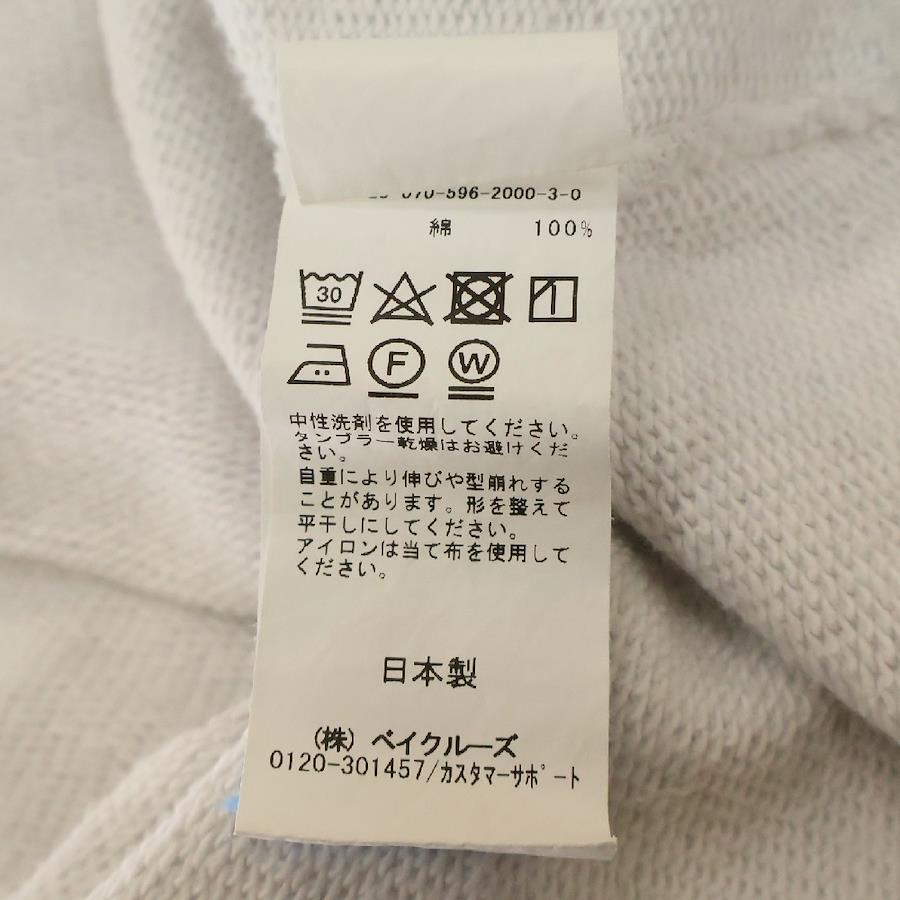 070-596-2000-3-0
綿 100%
30
F W
中性洗剤を使用してください。
タンブラー乾燥はお避けくだ
さい。
自重により伸びや型崩れする
ことがあります。形を整えて
平干しにしてください。
アイロンは当て布を使用して
ください。
日本製
(株) ベイクルーズ
0120-301457/カスタマーサポート